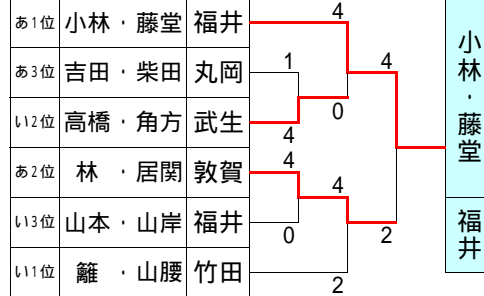 あ1位 小林・藤堂 福井
あ3位 吉田・柴田 丸岡
い2位 高橋・角方 武生
あ2位 林・居関 敦賀
い3位 山本・山岸 福井
い1位 籬・山腰 竹田
4
1
4
0
4
4
4
0
2
2
小林・藤堂
福井